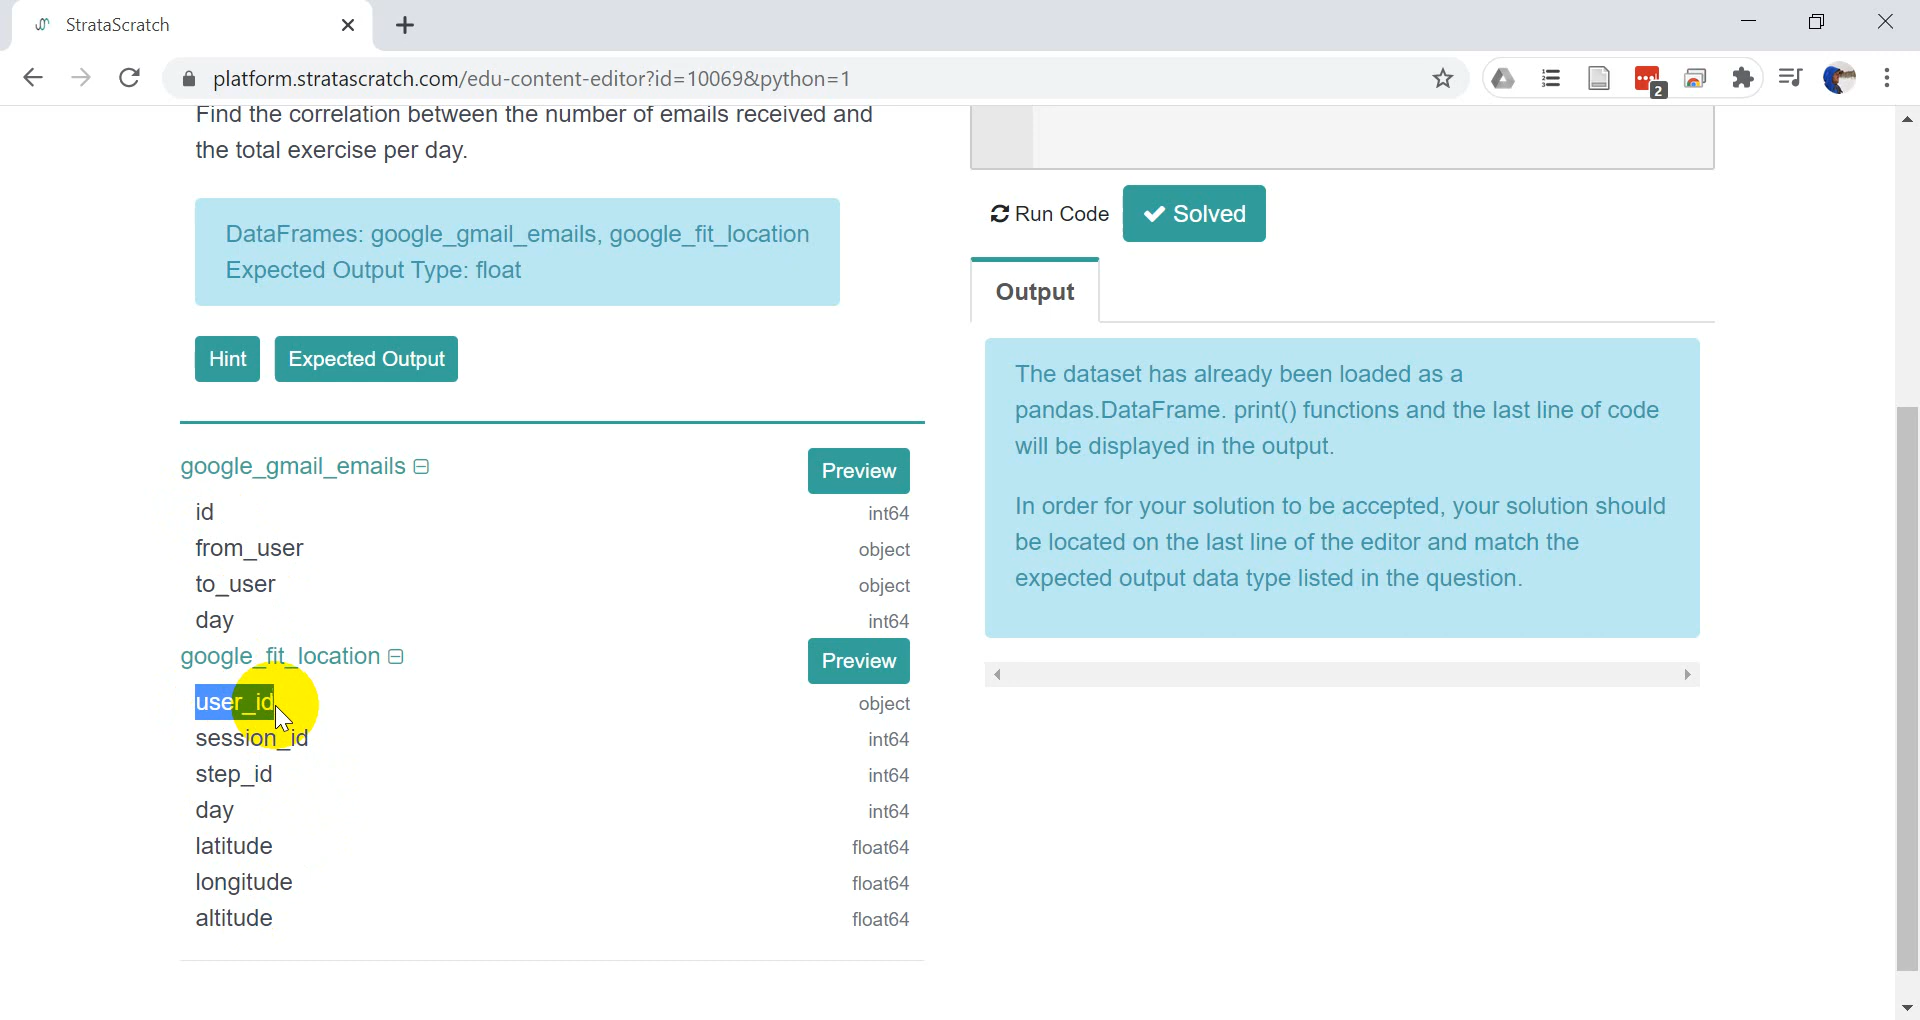 StrataScratch
platform.stratascratch.com/edu-content-editor?id=10069&python=1
2
Find the correlation between the number of emails received and
the total exercise per day.
DataFrames: google_gmail_emails, google_fit_location
Expected Output Type: float
Hint
Expected Output
google_gmail_emails
Preview
id
int64
from_user
object
to_user
object
day
int64
google_fit_location
Preview
user_id
object
session_id
int64
step_id
int64
day
int64
latitude
float64
longitude
float64
altitude
float64
Run Code
Solved
Output
The dataset has already been loaded as a
pandas.DataFrame. print() functions and the last line of code
will be displayed in the output.
In order for your solution to be accepted, your solution should
be located on the last line of the editor and match the
expected output data type listed in the question.